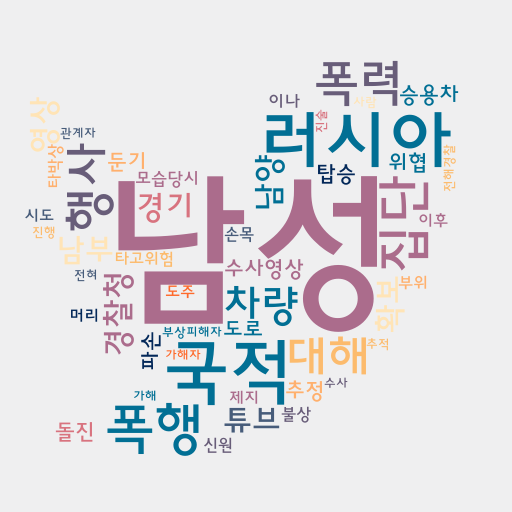 폭력
승용차
이나
사람
진술
러시아
영상
관계자
타박상
행사
둔기
모습당시
경기
남양
탑승
위협
전해경찰
남성
집단
이후
시도
진행
남부
타고위험
손목
수사영상
전혀
경찰청
도주
차량
확보
부위
머리
부상피해자
도로
파손
가해자
국적
대해
추적
가해
제지
추정
수사
돌진
폭행
튜브
불상
신원